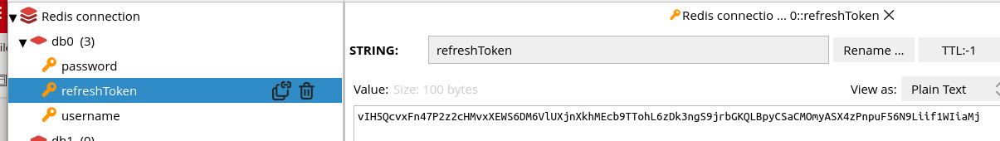 Redis connection
Redis connectio ... 0::refreshToken
db0 (3)
STRING:
refreshToken
Rename ...
TTL:-1
password
refreshToken
Value: Size: 100 bytes
View as:
Plain Text
username
vIH5QcvxFn47P2z2cHMvxXEWS6DM6VlUXjnXkhMEcb9TTohL6zDk3ngS9jrbGKQLBpyCSaCMOmyASX4zPnpuF56N9Liif1WIiaMj
db1 (0)